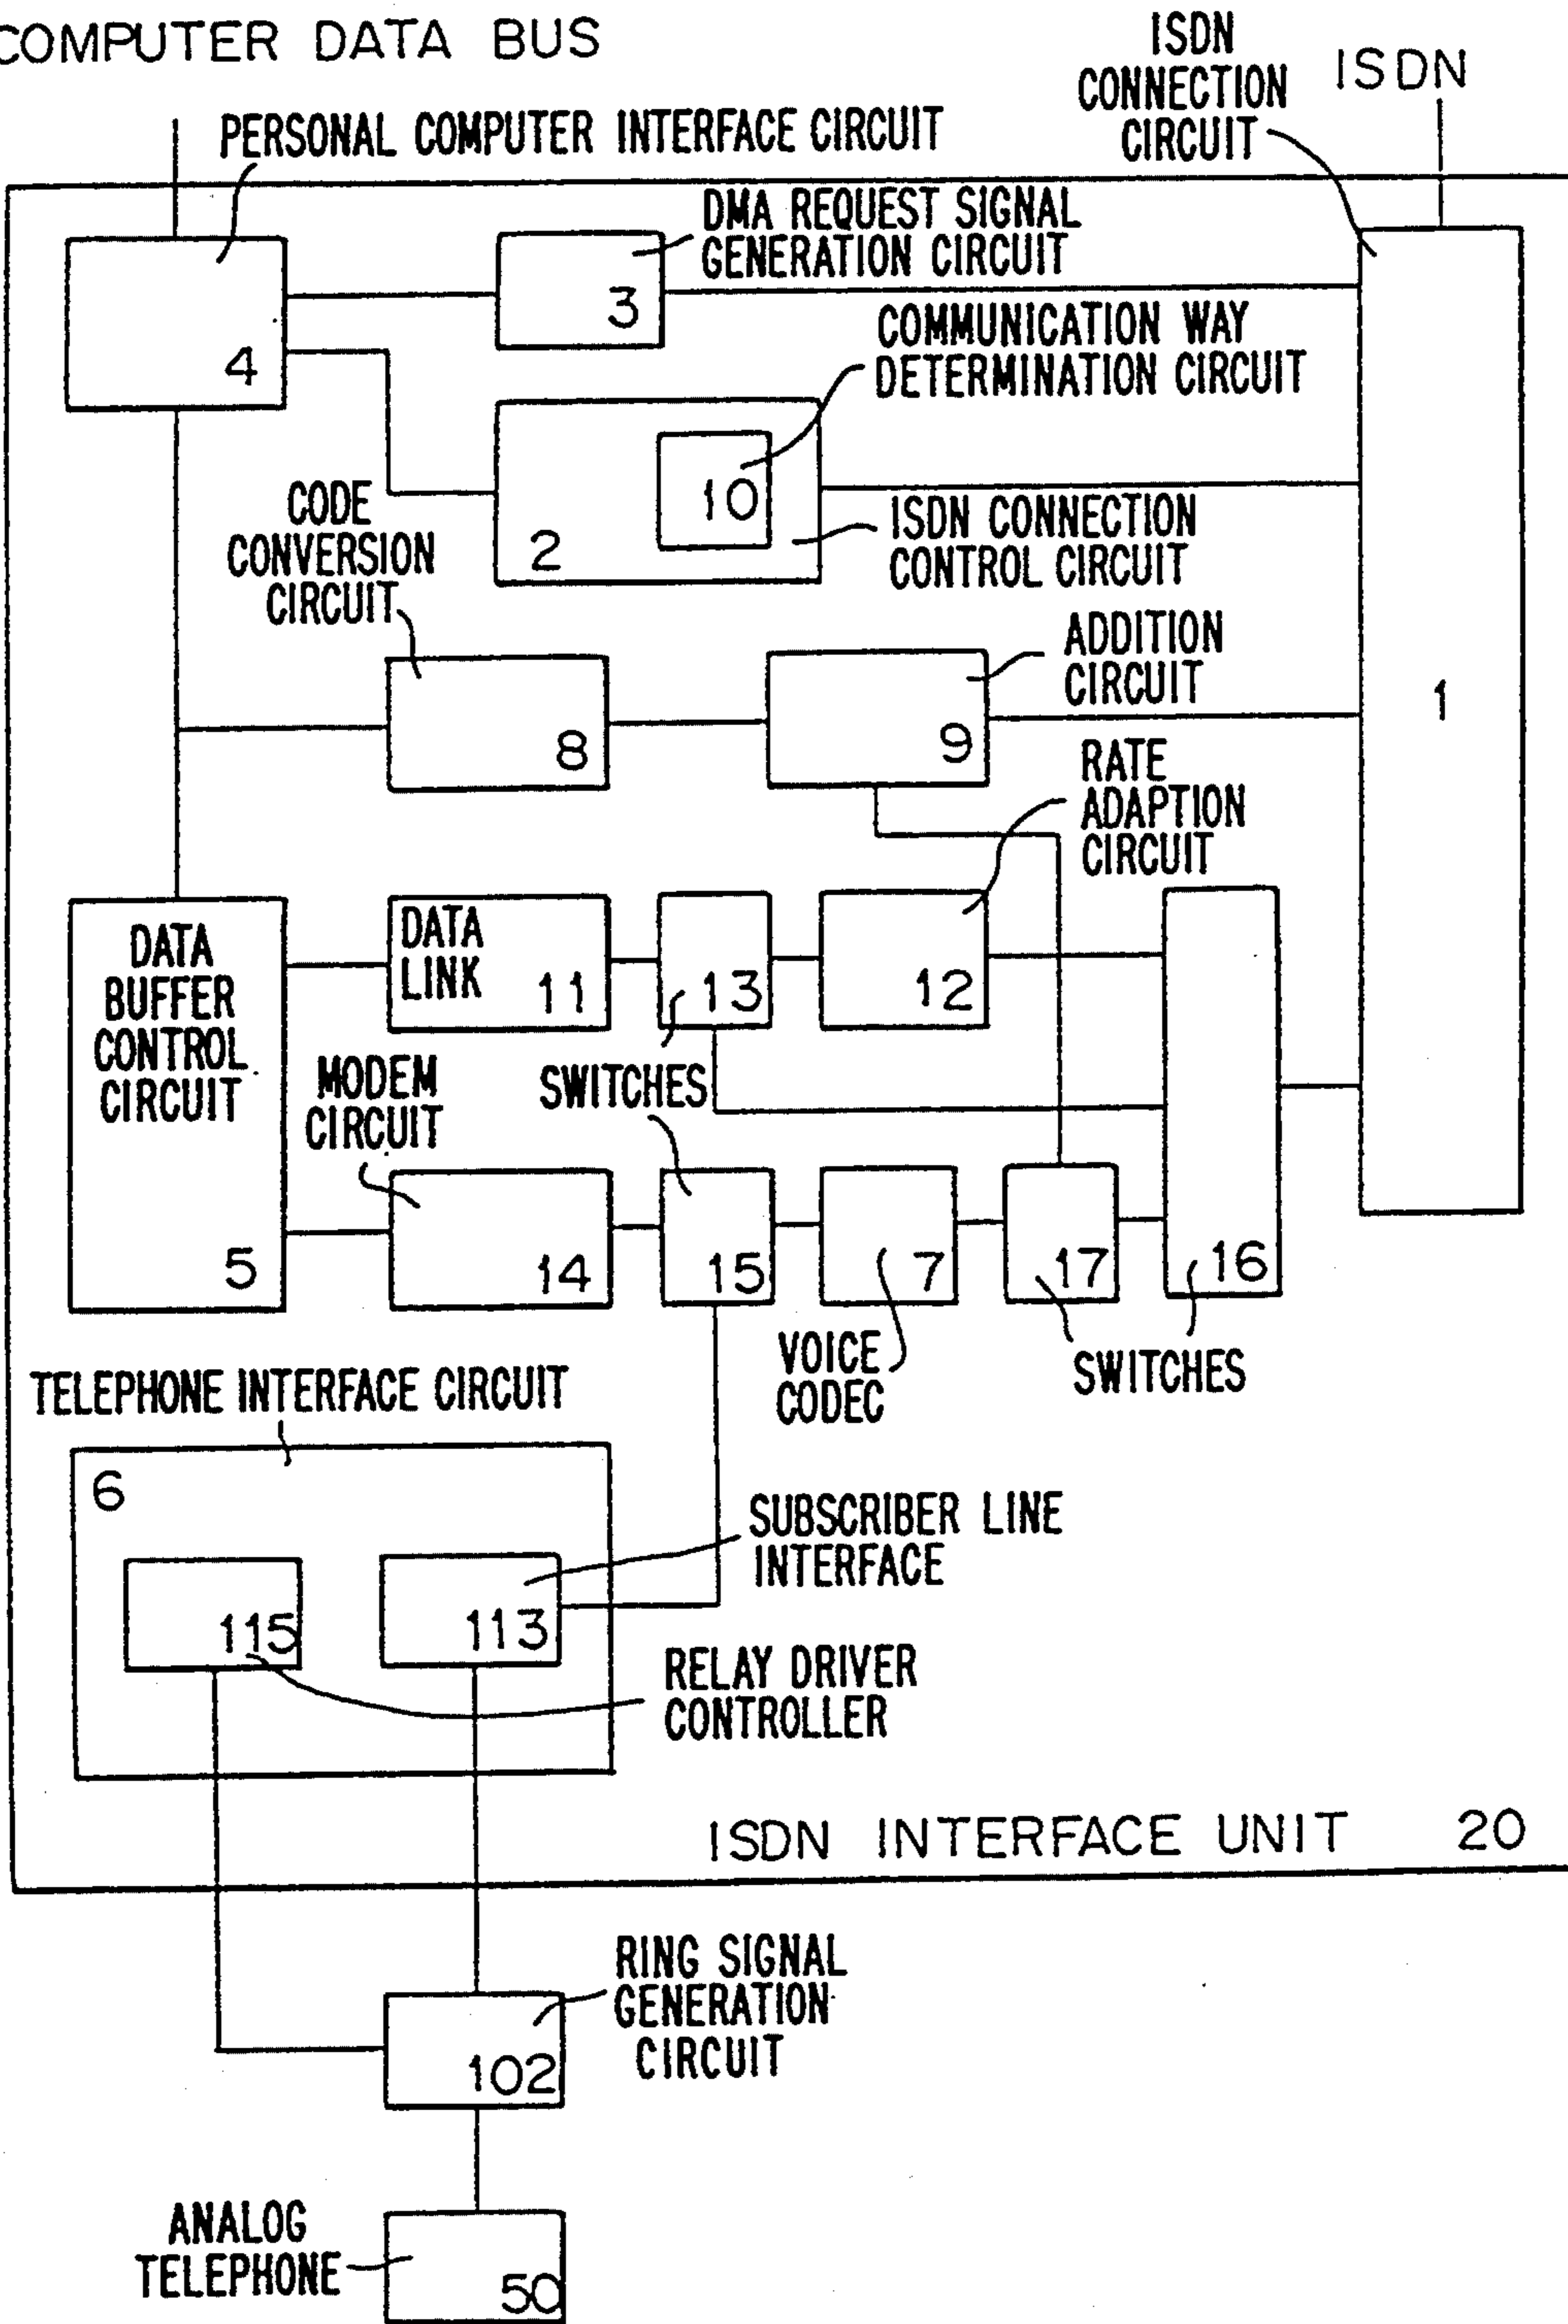 COMPUTER DATA BUS
ISDN
CONNECTION
CIRCUIT
ISDN
PERSONAL COMPUTER INTERFACE CIRCUIT
DMA REQUEST SIGNAL
GENERATION CIRCUIT
3
4
COMMUNICATION WAY
DETERMINATION CIRCUIT
10
2
ISDN CONNECTION
CONTROL CIRCUIT
CODE
CONVERSION
CIRCUIT
8
ADDITION
CIRCUIT
9
1
RATE
ADAPTION
CIRCUIT
DATA
BUFFER
CONTROL
CIRCUIT
5
DATA
LINK
11
13
12
SWITCHES
MODEM
CIRCUIT
SWITCHES
14
15
7
17
16
VOICE
CODEC
SWITCHES
TELEPHONE INTERFACE CIRCUIT
6
SUBSCRIBER LINE
INTERFACE
115
113
RELAY DRIVER
CONTROLLER
ISDN INTERFACE UNIT 20
RING SIGNAL
GENERATION
CIRCUIT
102
ANALOG
TELEPHONE
50